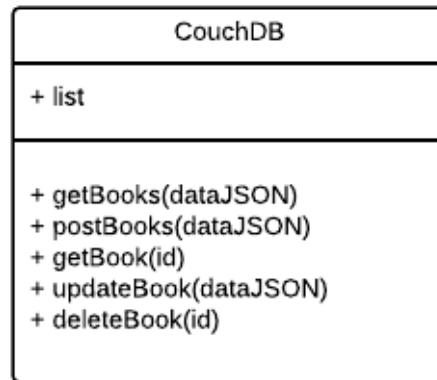 CouchDB
+ list
+ getBooks(dataJSON)
+ postBooks(dataJSON)
+ getBook(id)
+ updateBook(dataJSON)
+ deleteBook(id)